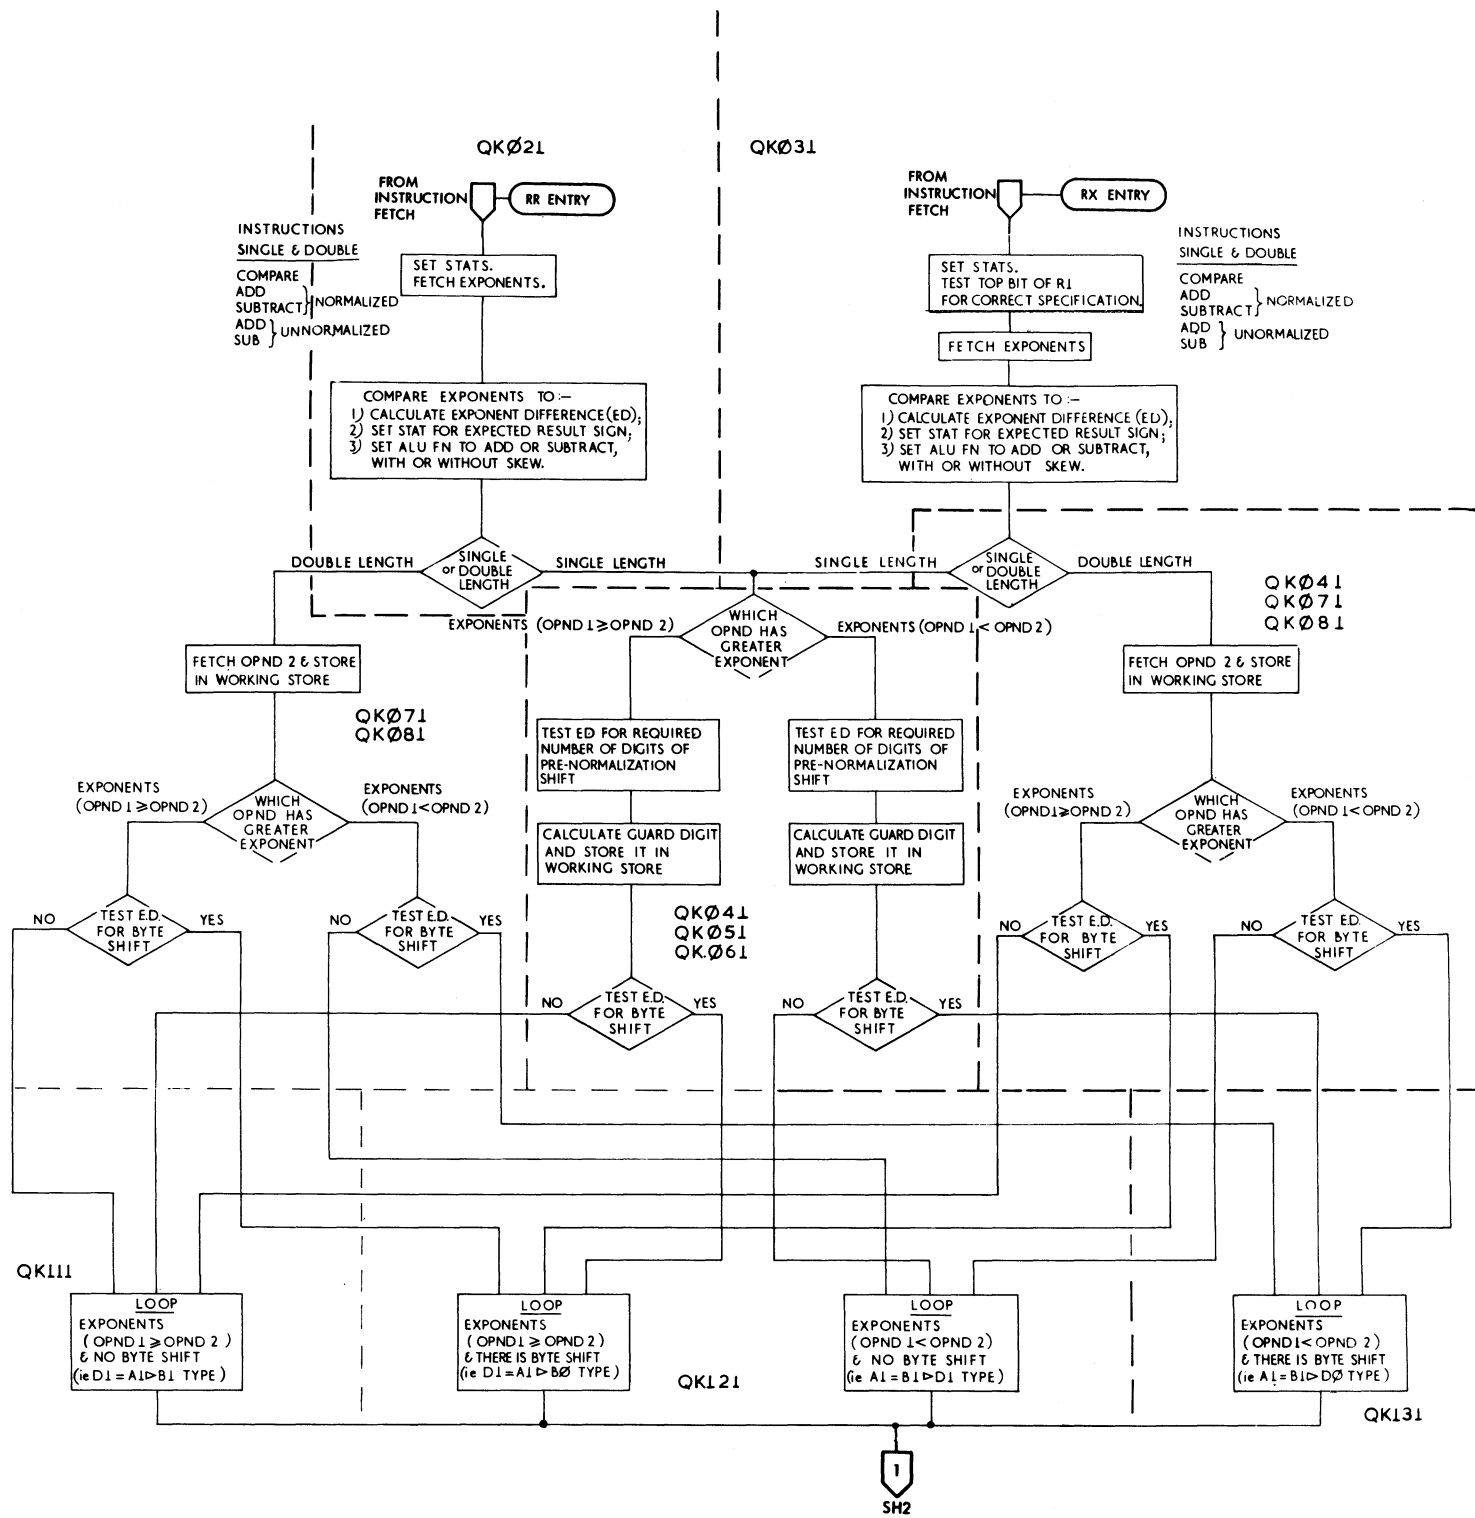 QKØ21
QKØ31
FROM
INSTRUCTION
FETCH
RR ENTRY
FROM
INSTRUCTION
FETCH
RX ENTRY
INSTRUCTIONS
SINGLE & DOUBLE
COMPARE
ADD
SUBTRACT } NORMALIZED
ADD
SUB } UNNORMALIZED
SET STATS.
FETCH EXPONENTS.
SET STATS.
TEST TOP BIT OF R1
FOR CORRECT SPECIFICATION.
FETCH EXPONENTS
INSTRUCTIONS
SINGLE & DOUBLE
COMPARE
ADD
SUBTRACT } NORMALIZED
ADD
SUB } UNORMALIZED
COMPARE EXPONENTS TO :—
1) CALCULATE EXPONENT DIFFERENCE (ED);
2) SET STAT FOR EXPECTED RESULT SIGN;
3) SET ALU FN TO ADD OR SUBTRACT,
WITH OR WITHOUT SKEW.
COMPARE EXPONENTS TO :—
1) CALCULATE EXPONENT DIFFERENCE (ED);
2) SET STAT FOR EXPECTED RESULT SIGN;
3) SET ALU FN TO ADD OR SUBTRACT,
WITH OR WITHOUT SKEW.
DOUBLE LENGTH
SINGLE
or DOUBLE
LENGTH
SINGLE LENGTH
SINGLE LENGTH
SINGLE
or DOUBLE
LENGTH
DOUBLE LENGTH
QKØ41
QKØ71
QKØ81
EXPONENTS (OPND 1 ≥ OPND 2)
WHICH
OPND HAS
GREATER
EXPONENT
EXPONENTS (OPND 1 < OPND 2)
FETCH OPND 2 & STORE
IN WORKING STORE
FETCH OPND 2 & STORE
IN WORKING STORE
QKØ71
QKØ81
TEST ED FOR REQUIRED
NUMBER OF DIGITS OF
PRE-NORMALIZATION
SHIFT
TEST ED FOR REQUIRED
NUMBER OF DIGITS OF
PRE-NORMALIZATION
SHIFT
EXPONENTS
(OPND 1 ≥ OPND 2)
WHICH
OPND HAS
GREATER
EXPONENT
EXPONENTS
(OPND 1 < OPND 2)
CALCULATE GUARD DIGIT
AND STORE IT IN
WORKING STORE
CALCULATE GUARD DIGIT
AND STORE IT IN
WORKING STORE
EXPONENTS
(OPND 1 ≥ OPND 2)
WHICH
OPND HAS
GREATER
EXPONENT
EXPONENTS
(OPND 1 < OPND 2)
NO
TEST E.D.
FOR BYTE
SHIFT
YES
NO
TEST E.D.
FOR BYTE
SHIFT
YES
QKØ41
QKØ51
QK.Ø61
NO
TEST E.D.
FOR BYTE
SHIFT
YES
NO
TEST E.D.
FOR BYTE
SHIFT
YES
NO
TEST E.D.
FOR BYTE
SHIFT
YES
NO
TEST E.D.
FOR BYTE
SHIFT
YES
QK111
LOOP
EXPONENTS
(OPND 1 ≥ OPND 2)
& NO BYTE SHIFT
(ie D1 = A1 ▷ B1 TYPE)
LOOP
EXPONENTS
(OPND 1 ≥ OPND 2)
& THERE IS BYTE SHIFT
(ie D1 = A1 ▷ BØ TYPE)
QK121
LOOP
EXPONENTS
(OPND 1 < OPND 2)
& NO BYTE SHIFT
(ie A1 = B1 ▷ D1 TYPE)
LOOP
EXPONENTS
(OPND 1 < OPND 2)
& THERE IS BYTE SHIFT
(ie A1 = B1 ▷ DØ TYPE)
QK131
1
SH2